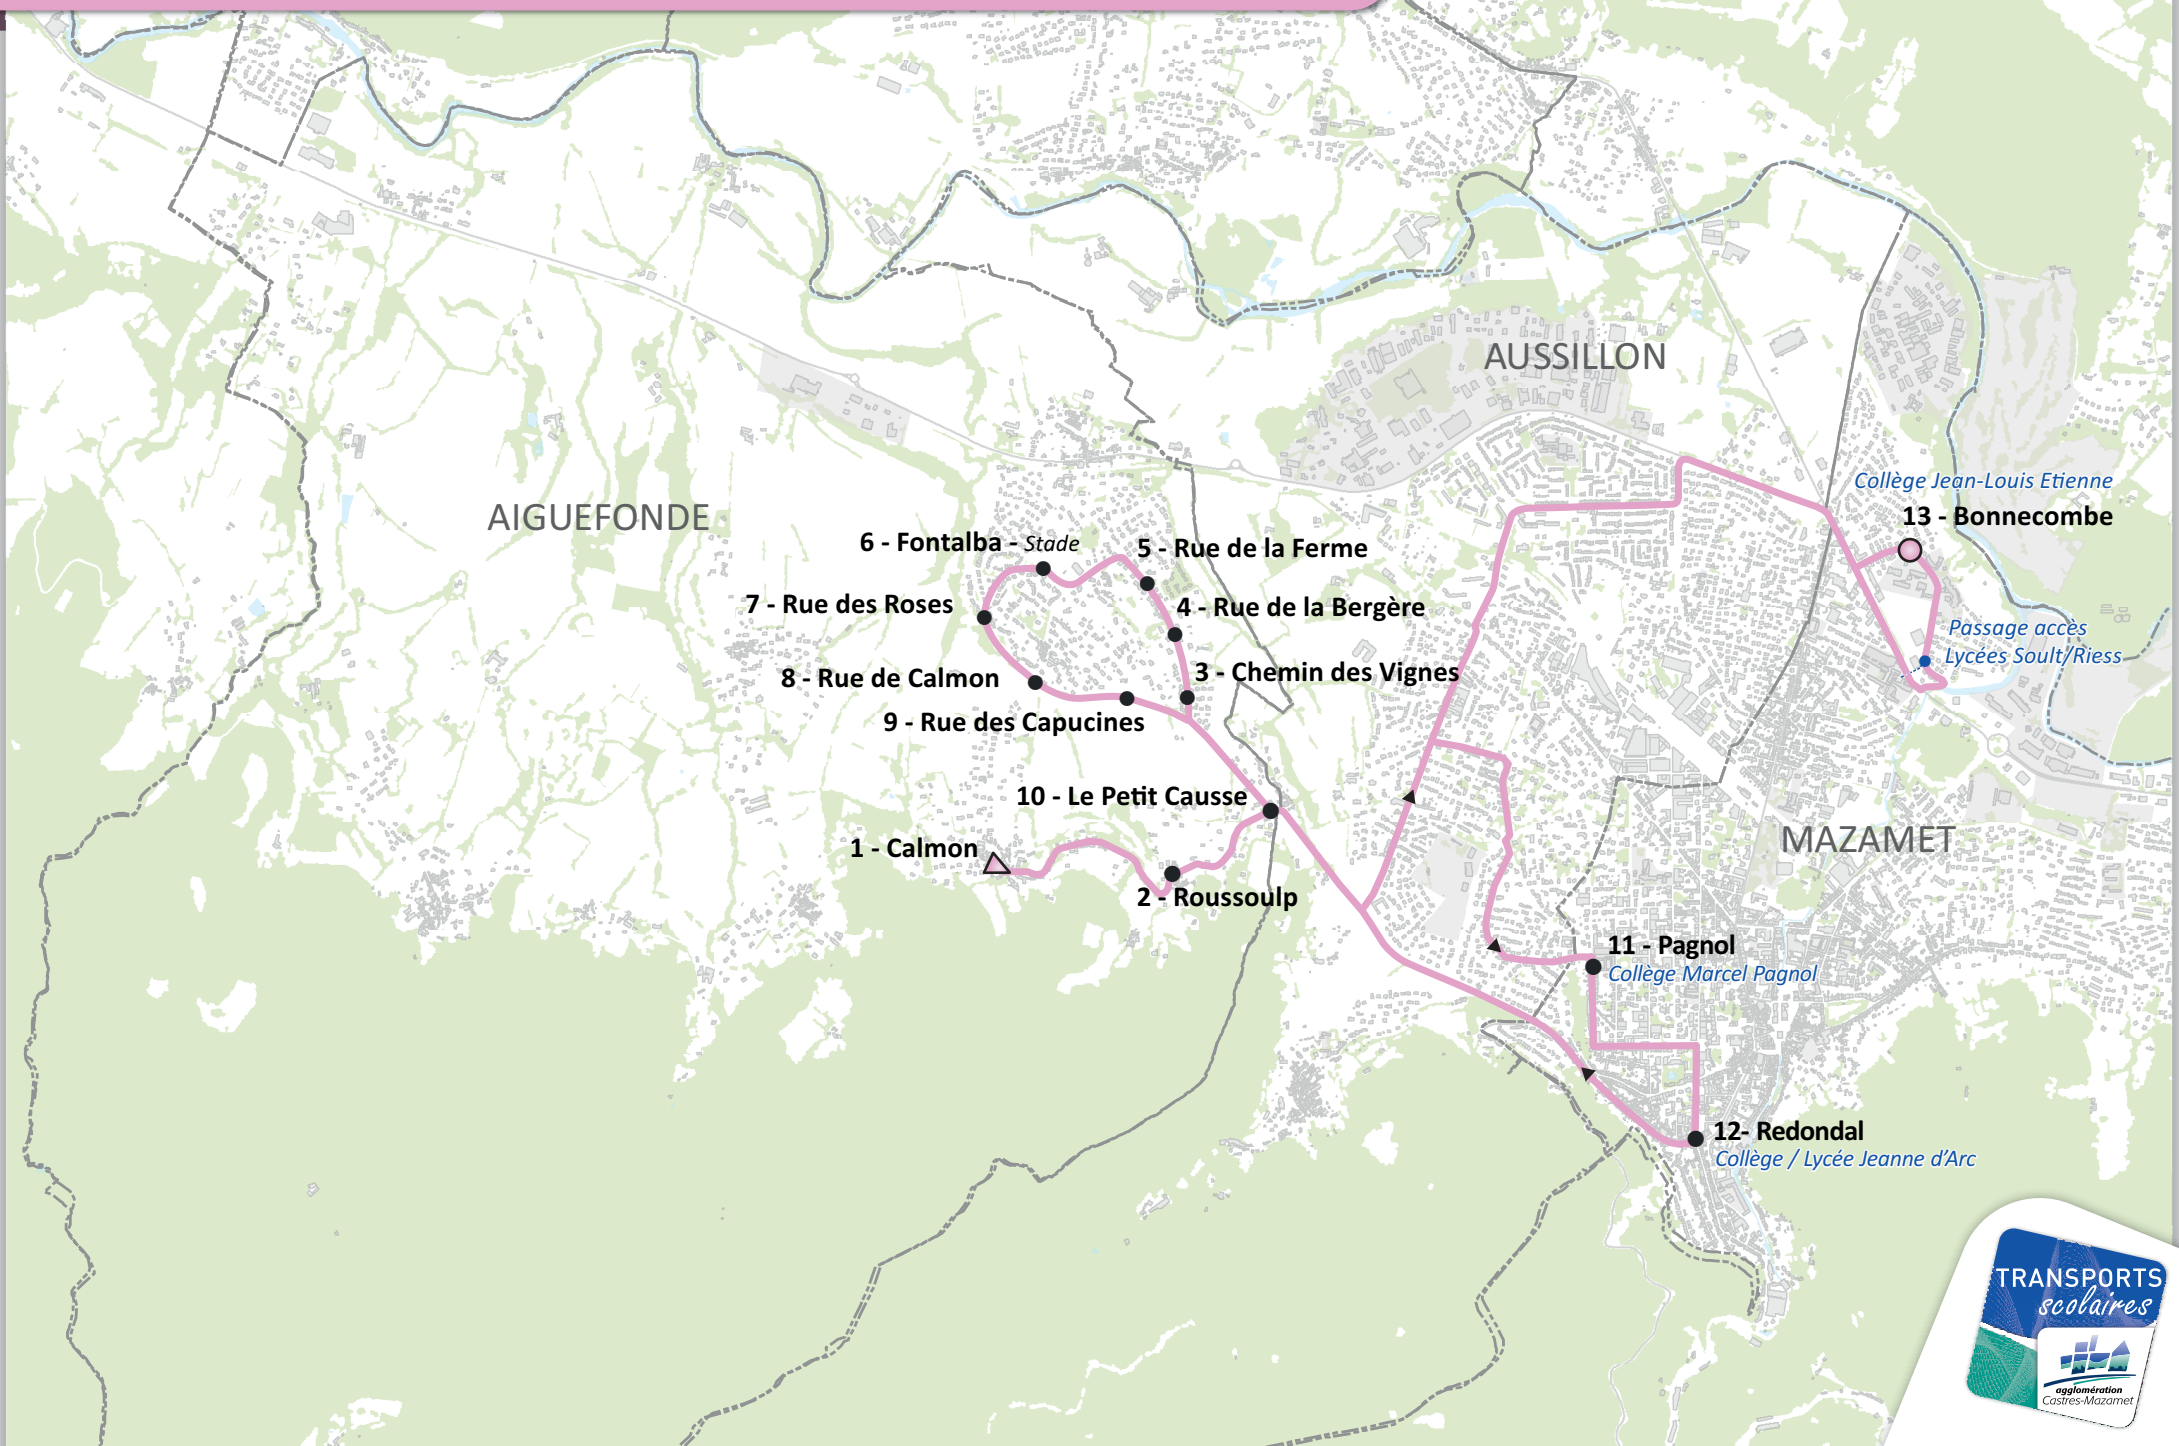 AUSSILLON
Collège Jean-Louis Etienne
13 - Bonnecombe
AIGUEFONDE
6 - Fontalba - Stade
5 - Rue de la Ferme
7 - Rue des Roses
4 - Rue de la Bergère
Passage accès
Lycées Soult/Riess
3 - Chemin des Vignes
8 - Rue de Calmon
9 - Rue des Capucines
10 - Le Petit Causse
MAZAMET
1 - Calmon
2 - Roussoulp
11 - Pagnol
Collège Marcel Pagnol
12- Redondal
Collège / Lycée Jeanne d'Arc
TRANSPORTS
scolaires
agglomération
Castres-Mazamet